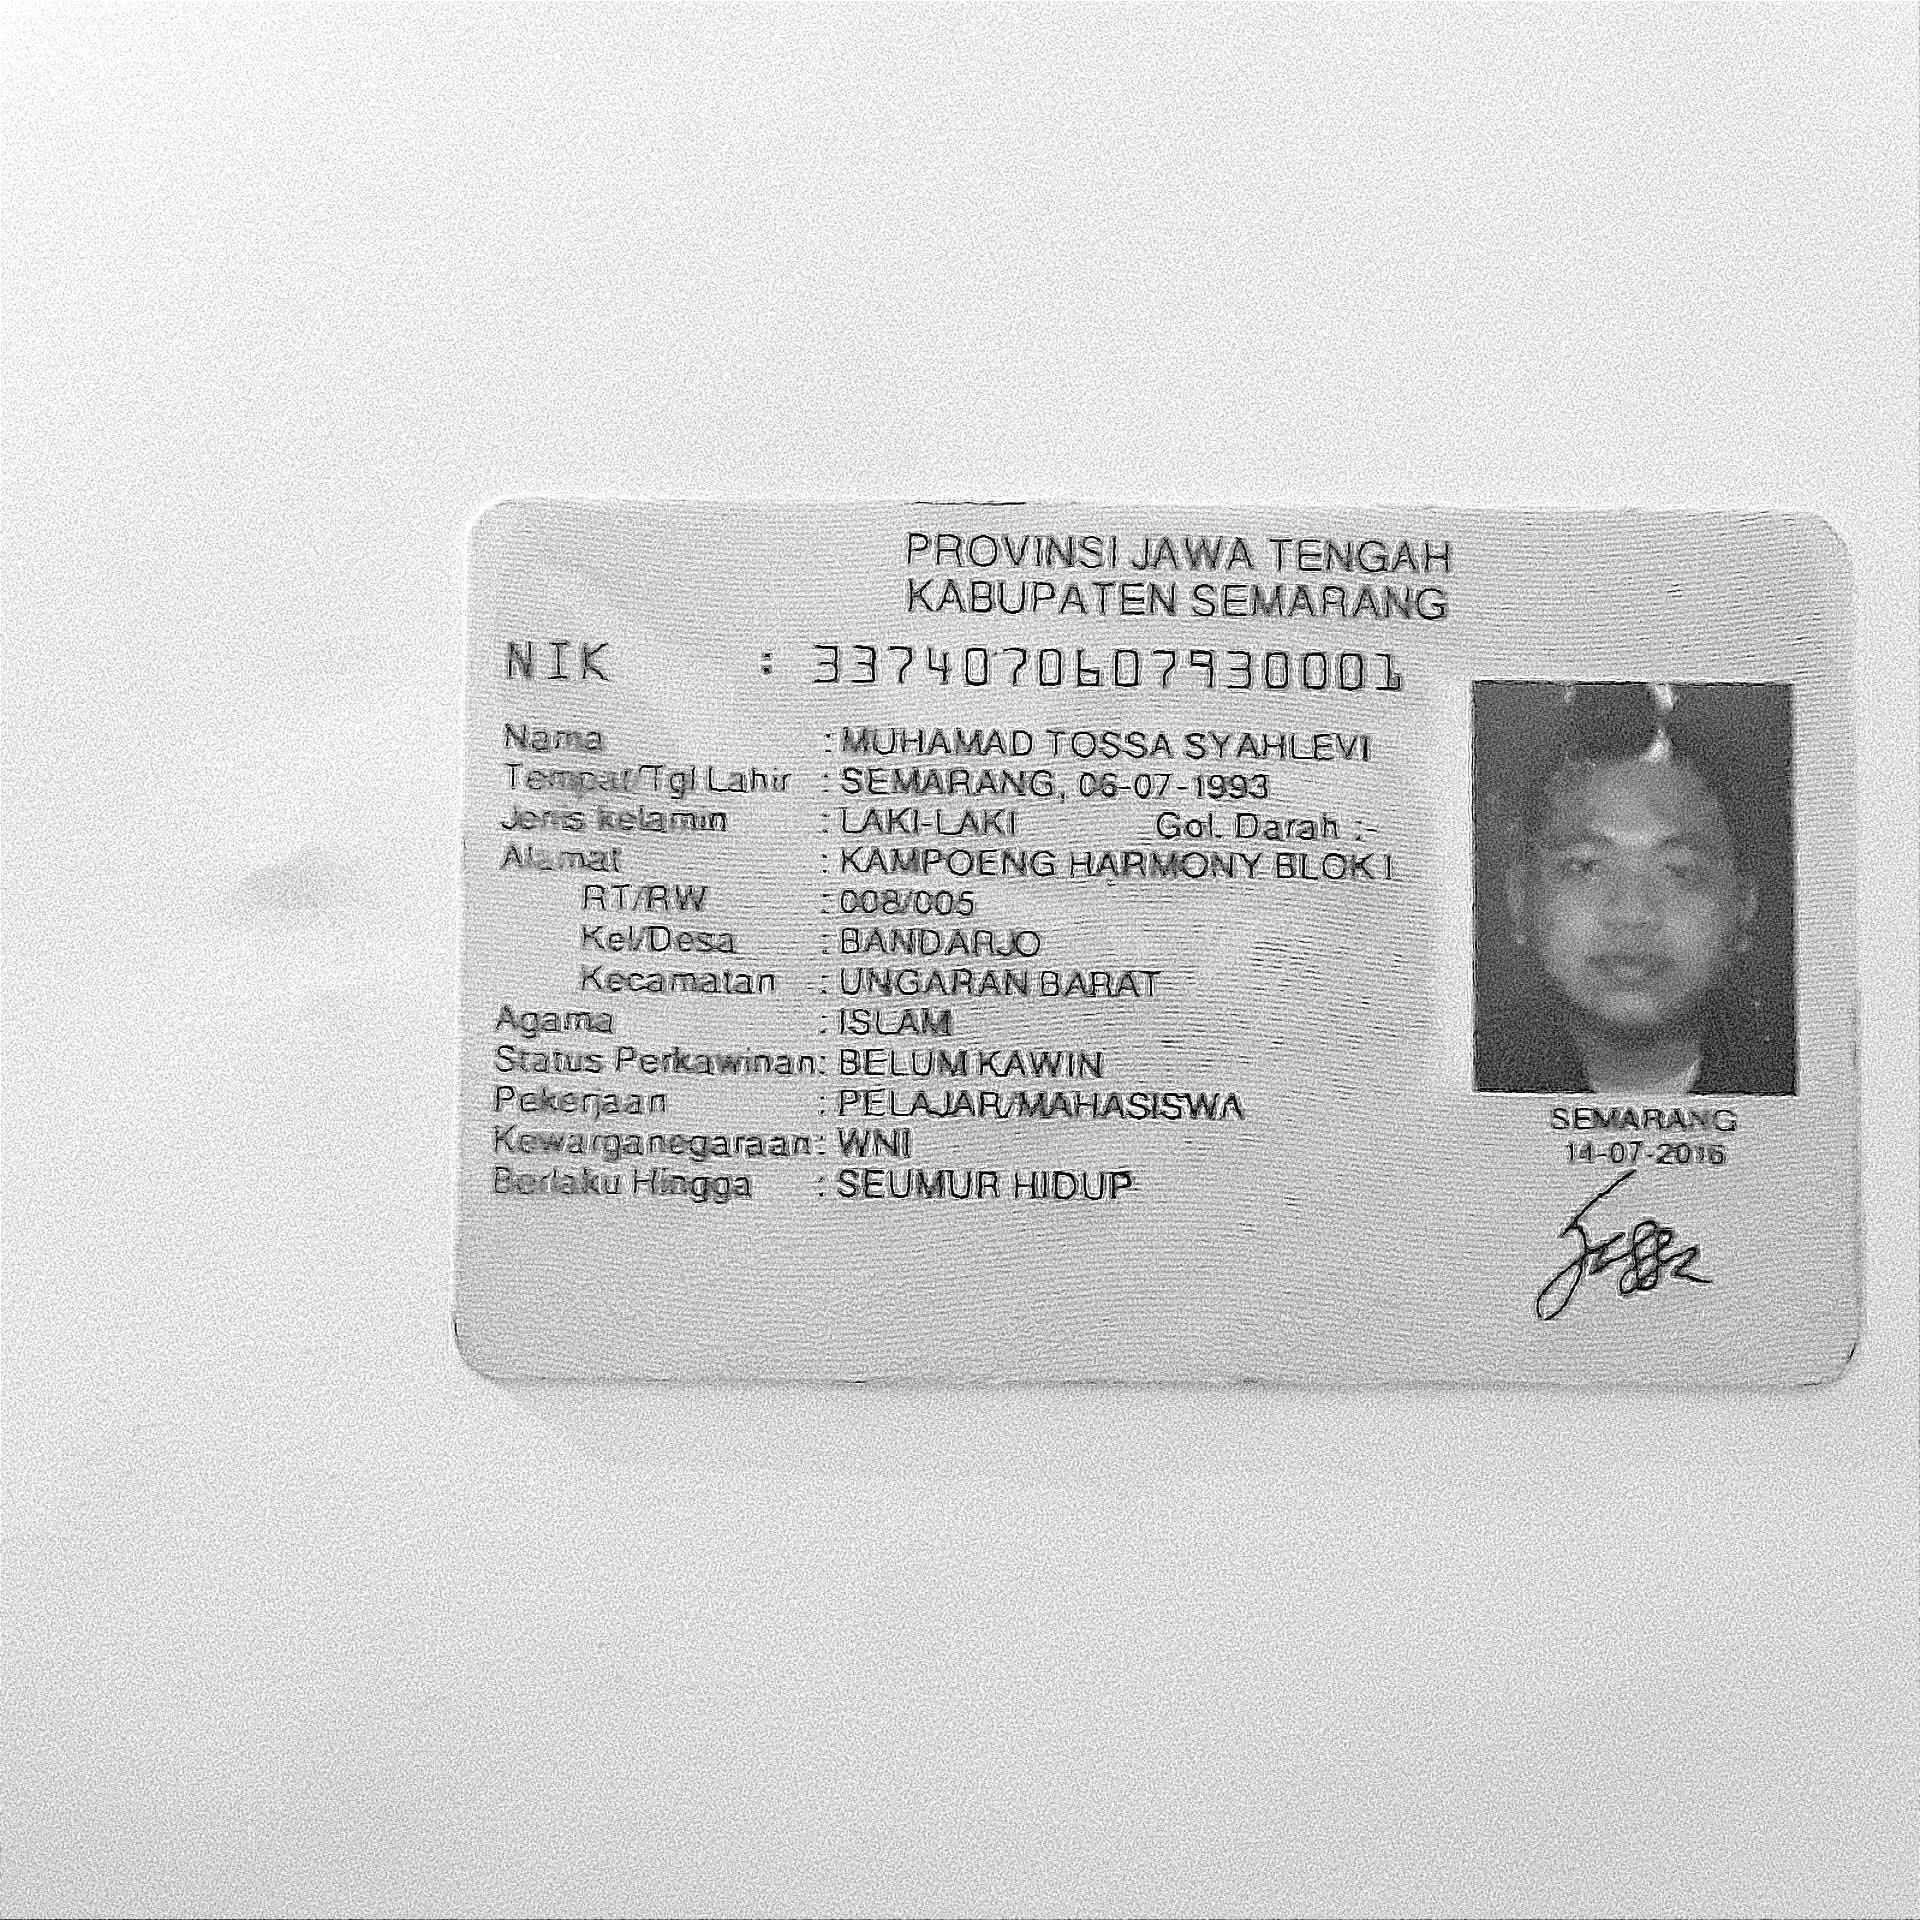 PROVINSI JAWA TENGAH
KABUPATEN SEMARANG
NIK : 3374070607930001
Nama : MUHAMAD TOSSA SYAHLEVI
Tempat/Tgl Lahir : SEMARANG, 06-07-1993
Jenis kelamin : LAKI-LAKI Gol. Darah :-
Alamat : KAMPOENG HARMONY BLOK I
RT/RW : 008/005
Kel/Desa : BANDARJO
Kecamatan : UNGARAN BARAT
Agama : ISLAM
Status Perkawinan: BELUM KAWIN
Pekerjaan : PELAJAR/MAHASISWA
Kewarganegaraan: WNI
Berlaku Hingga : SEUMUR HIDUP
SEMARANG
14-07-2016